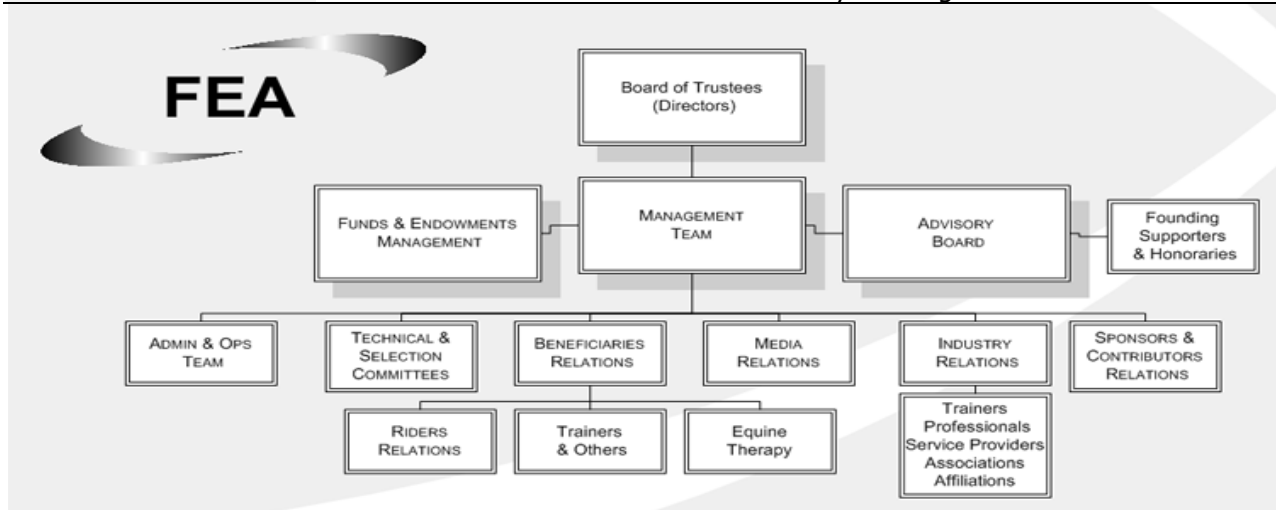 FEA
Board of Trustees
(Directors)
FUNDS & ENDOWMENTS
MANAGEMENT
MANAGEMENT
TEAM
ADVISORY
BOARD
Founding
Supporters
& Honoraries
ADMIN & OPS
TEAM
TECHNICAL &
SELECTION
COMMITTEES
BENEFICIARIES
RELATIONS
MEDIA
RELATIONS
INDUSTRY
RELATIONS
SPONSORS &
CONTRIBUTORS
RELATIONS
RIDERS
RELATIONS
Trainers
& Others
Equine
Therapy
Trainers
Professionals
Service Providers
Associations
Affiliations